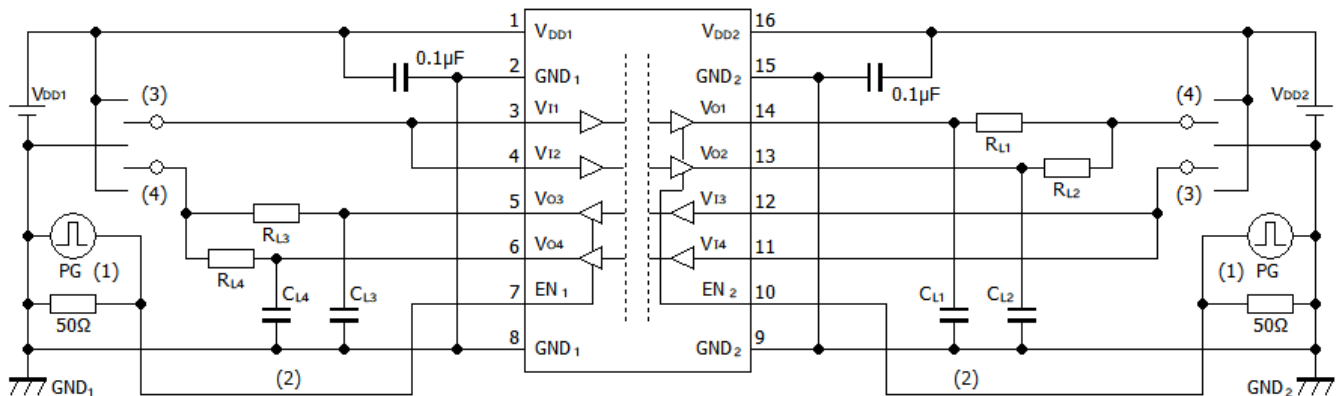 1 VDD1 VDD2 16
0.1µF 2 GND1 GND2 15 0.1µF
VDD1 (3) (4) VDD2
3 VI1 VO1 14
RL1
4 VI2 VO2 13
RL2
(4) (3)
5 VO3 VI3 12
RL3
6 VO4 VI4 11
PG (1) RL4 (1) PG
CL4 CL3 7 EN1 EN2 10 CL1 CL2
50Ω 50Ω
8 GND1 GND2 9
GND1 (2) (2) GND2